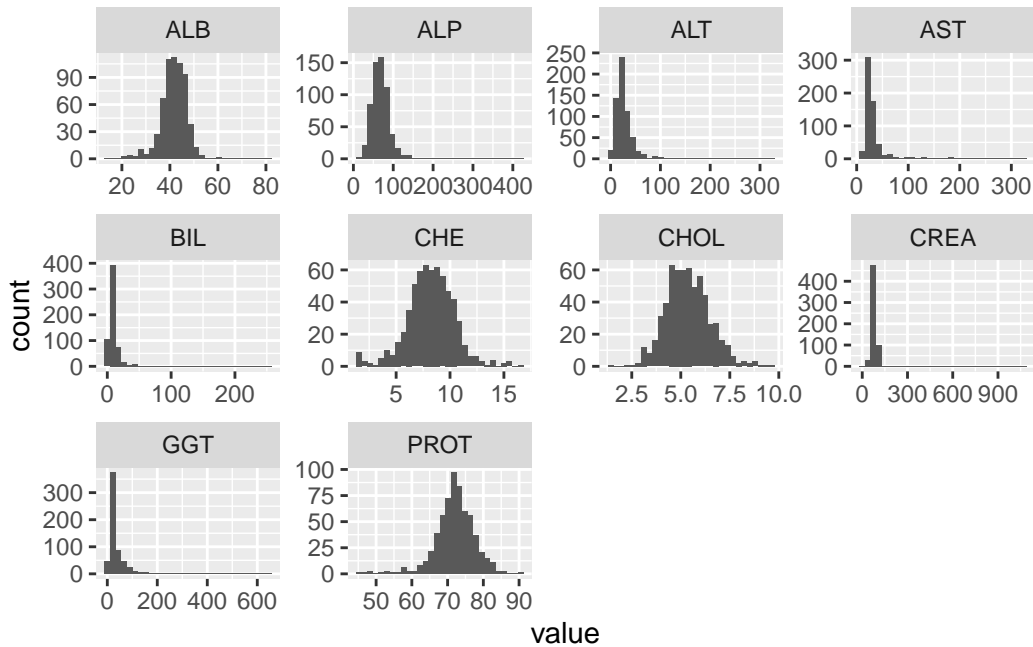 ALB ALP ALT AST
0 30 60 90
20 40 60 80
0 50 100 150
0 100 200 300 400
0 50 100 150 200 250
0 100 200 300
0 100 200 300
0 100 200 300
BIL CHE CHOL CREA
0 100 200 300 400
0 100 200
0 20 40 60
5 10 15
0 20 40 60
2.5 5.0 7.5 10.0
0 100 200 300 400
0 300 600 900
GGT PROT
0 100 200 300
0 200 400 600
0 25 50 75 100
50 60 70 80 90
count
value